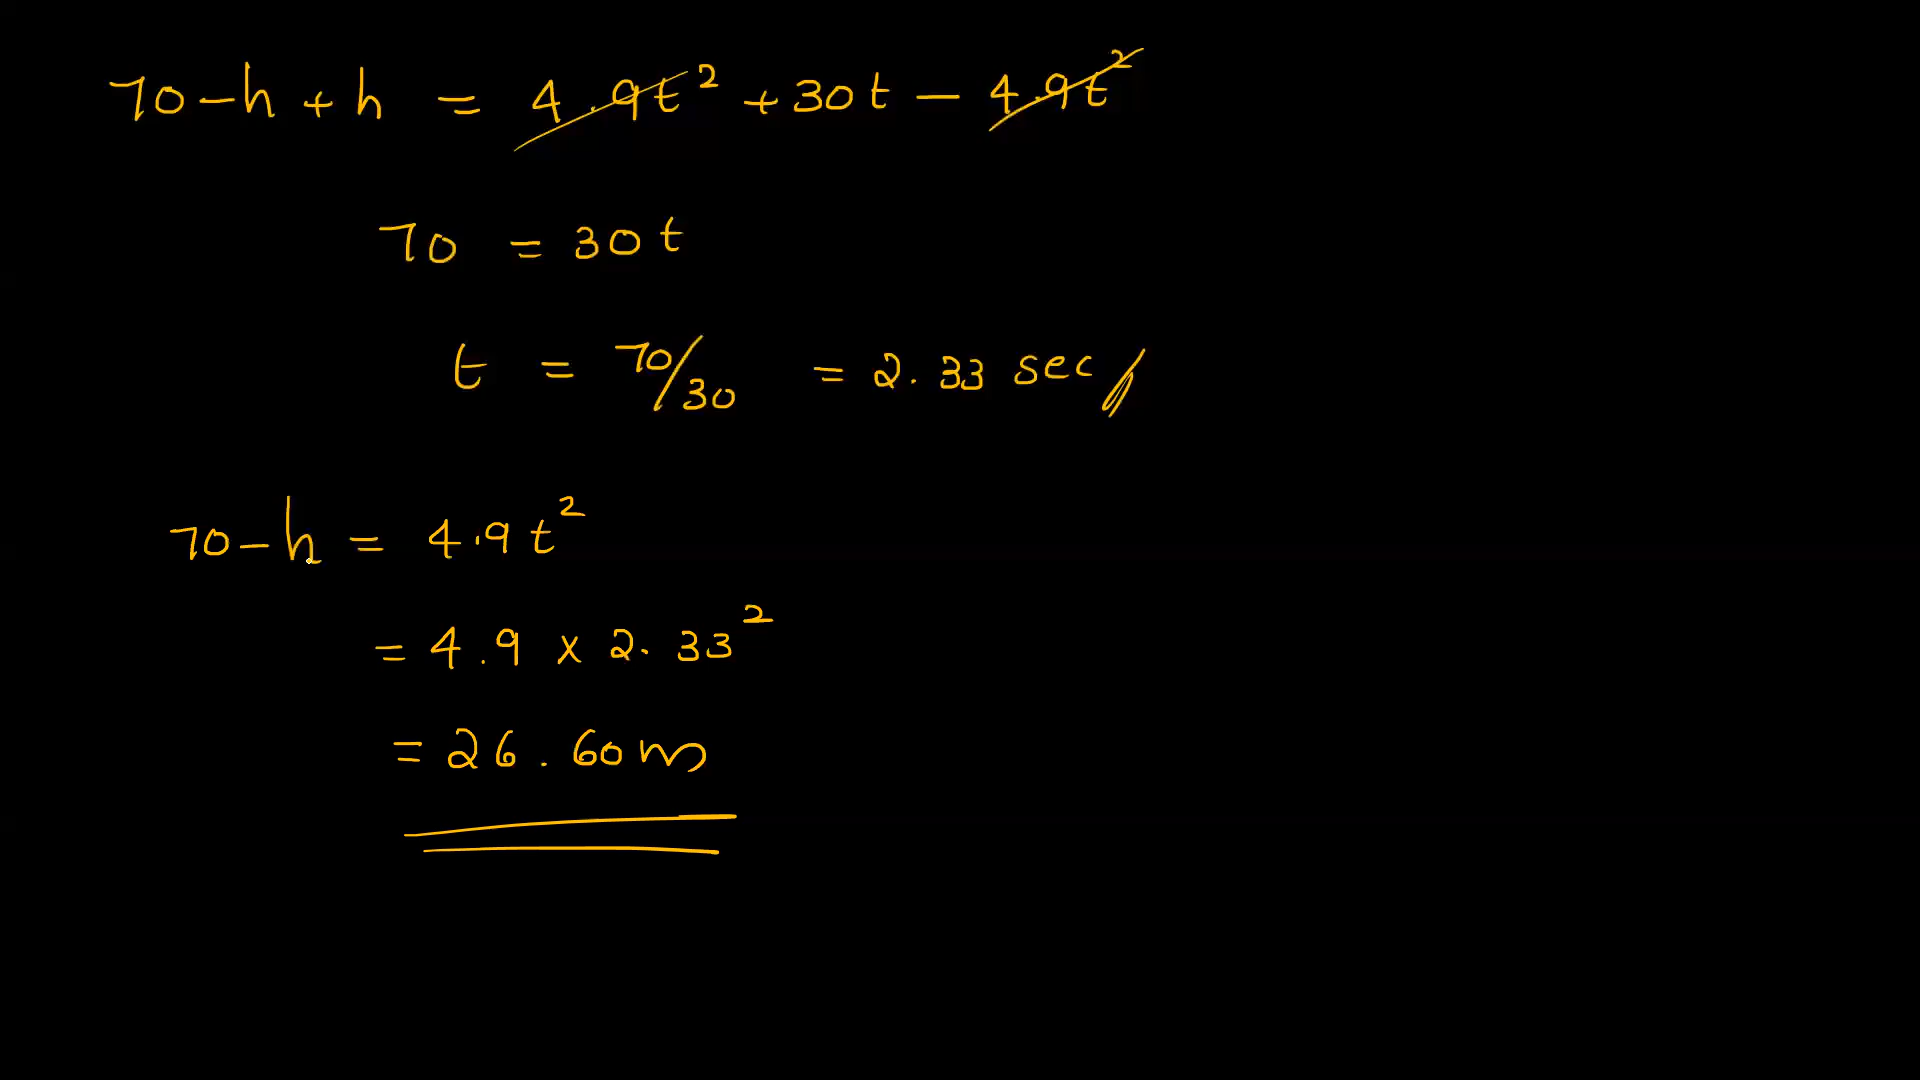 70-h+h = 4.9t² +30t - 4.9t²
70 = 30t
t = 70/30 = 2.33 sec
70-h = 4.9t²
= 4.9 x 2.33²
= 26.60m